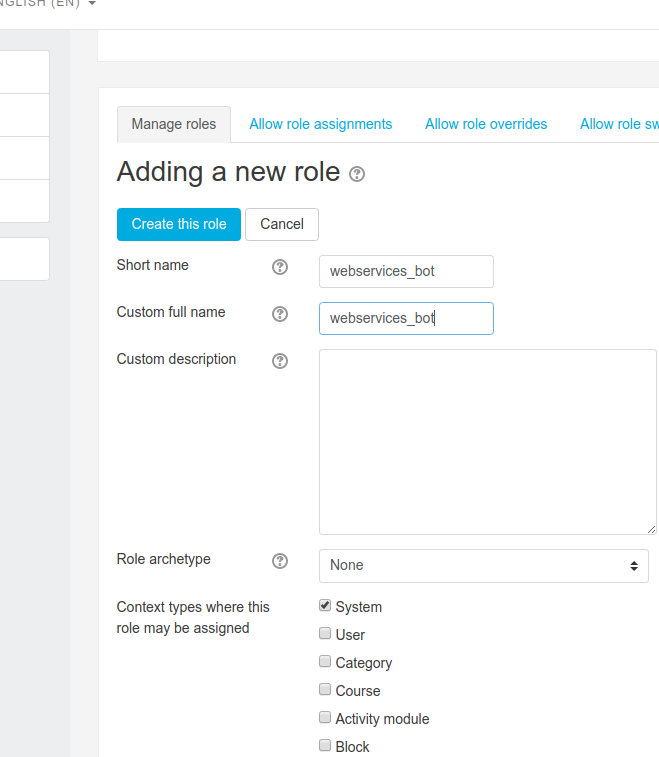 ENGLISH (EN)
Manage roles Allow role assignments Allow role overrides Allow role sw
Adding a new role
Create this role Cancel
Short name webservices_bot
Custom full name webservices_bot
Custom description
Role archetype None
Context types where this System
role may be assigned
User
Category
Course
Activity module
Block